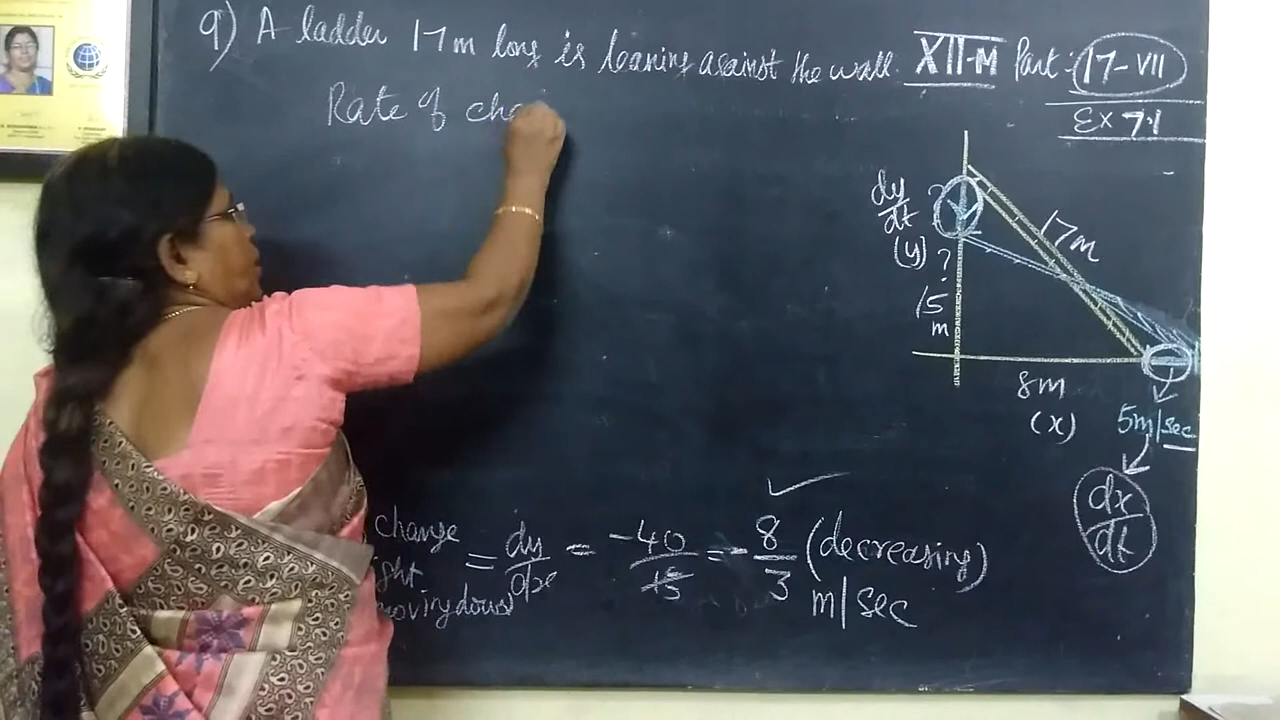 9) A ladder 17m long is leaning against the wall. XII-M Part: 17-VII
Rate of cha
Ex 7.1
dy/dt ?
(y) ?
15 m
17m
8m
(x)
5m/sec
dx/dt
change
ght
moving down
= dy/dx = -40/15 = -8/3 (decreasing)
m/sec